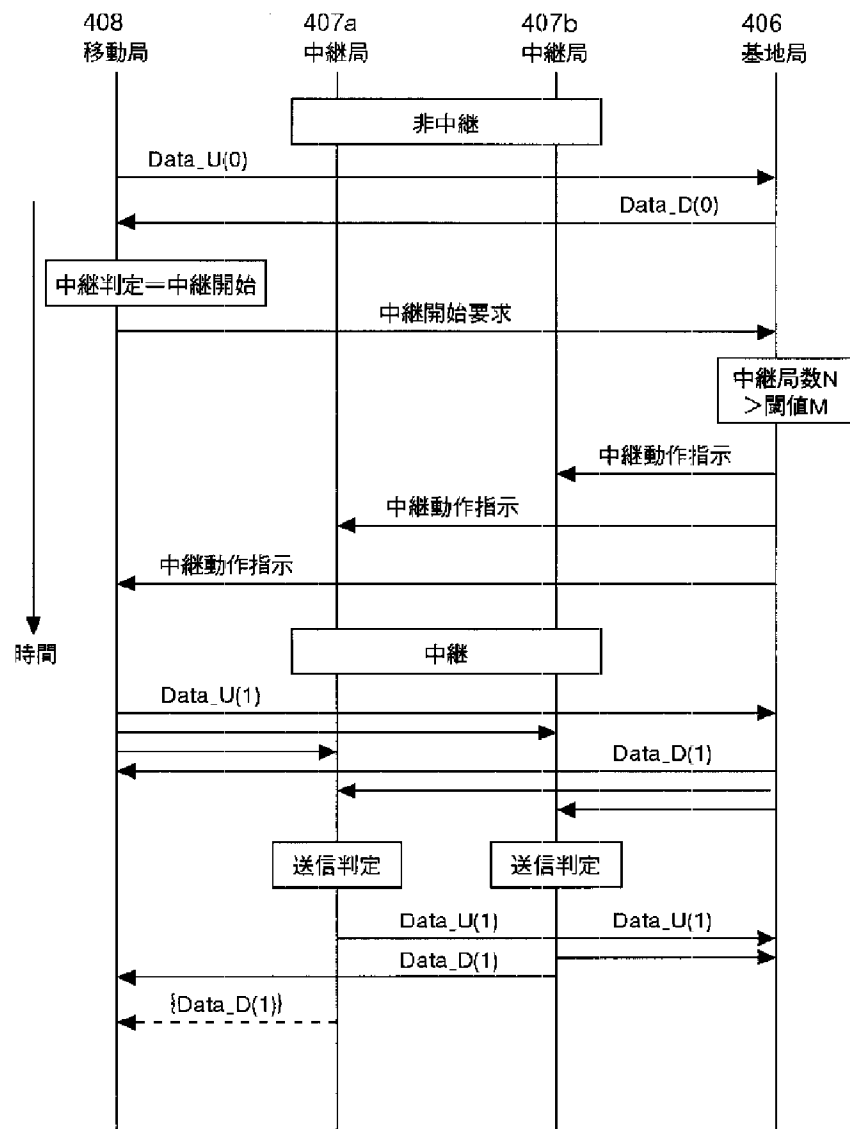 408
移動局
407a
中継局
407b
中継局
406
基地局
非中継
Data_U(0)
Data_D(0)
中継判定＝中継開始
中継開始要求
中継局数N
＞閾値M
中継動作指示
中継動作指示
中継動作指示
時間
中継
Data_U(1)
Data_D(1)
送信判定
送信判定
Data_U(1)
Data_U(1)
Data_D(1)
{Data_D(1)}